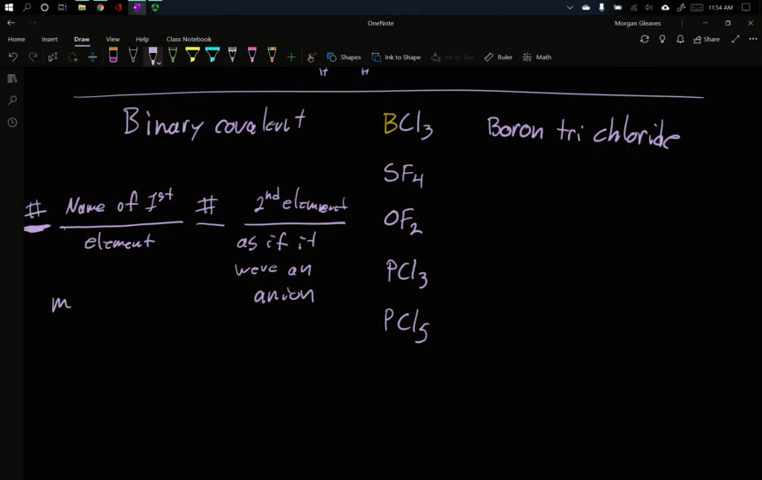 11:54 AM
OneNote
Morgan Gleaves
Home Insert Draw View Help Class Notebook
Share
Shapes Ink to Shape Ink to Text Ruler Math
Binary covalent BCl3 Boron tri chloride
SF4
# Name of 1st # 2nd element
OF2
element as if it
were an
PCl3
anion
m
PCl5